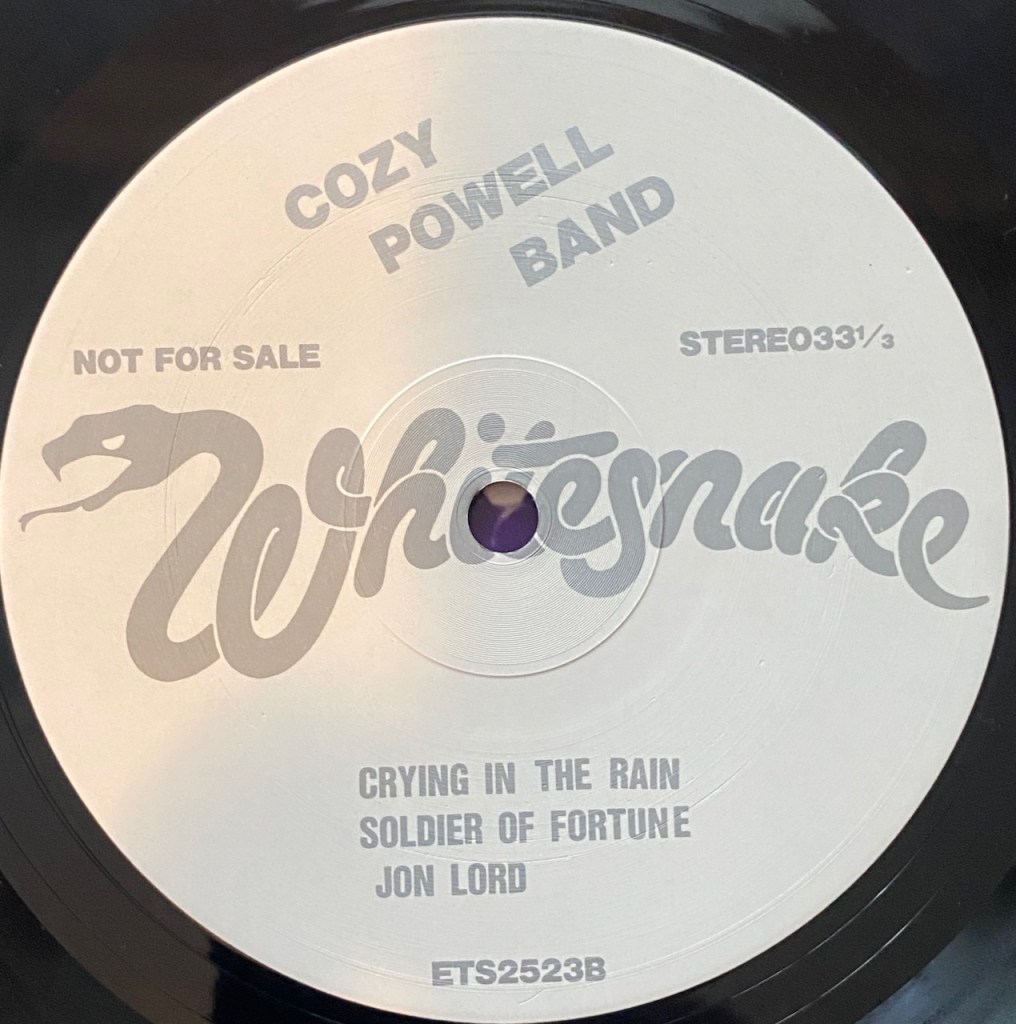 COZY
POWELL
BAND
NOT FOR SALE
STEREO33⅓
Whitesnake
CRYING IN THE RAIN
SOLDIER OF FORTUNE
JON LORD
ETS2523B